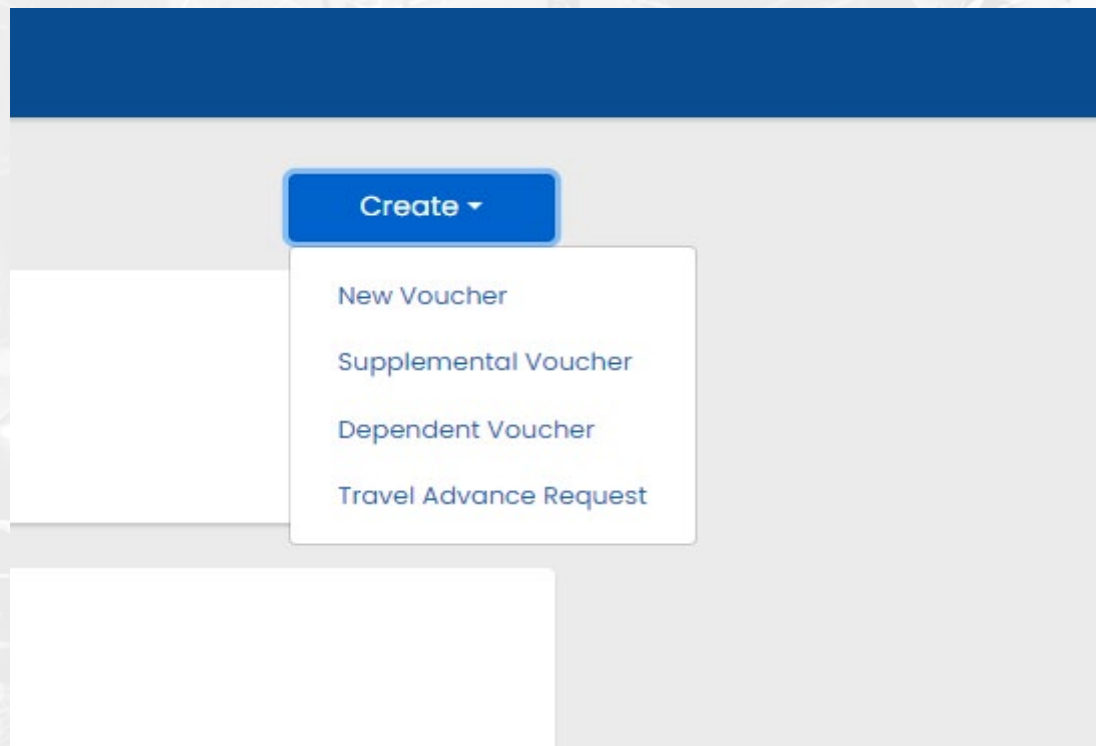 Create
New Voucher
Supplemental Voucher
Dependent Voucher
Travel Advance Request